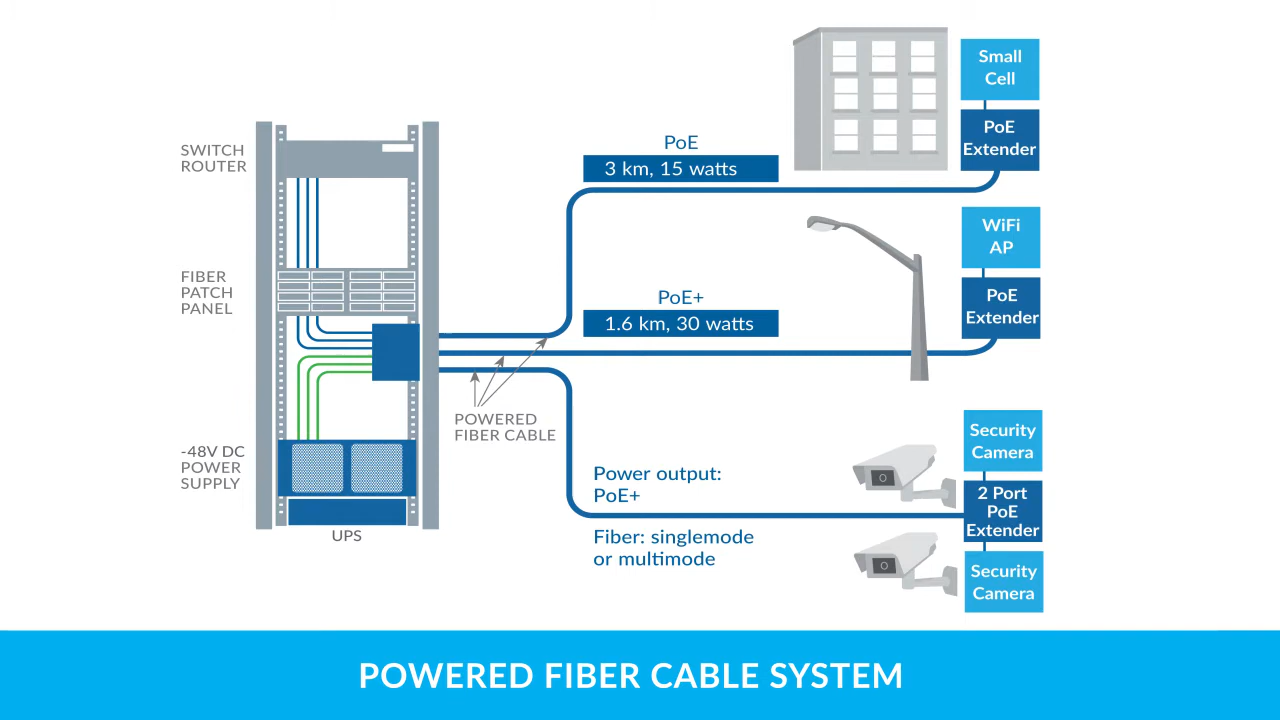 Small
Cell
PoE
Extender
PoE
3 km, 15 watts
SWITCH
ROUTER
WiFi
AP
PoE
Extender
FIBER
PATCH
PANEL
PoE+
1.6 km, 30 watts
POWERED
FIBER CABLE
-48V DC
POWER
SUPPLY
UPS
Power output:
PoE+
Fiber: singlemode
or multimode
Security
Camera
2 Port
PoE
Extender
Security
Camera
POWERED FIBER CABLE SYSTEM